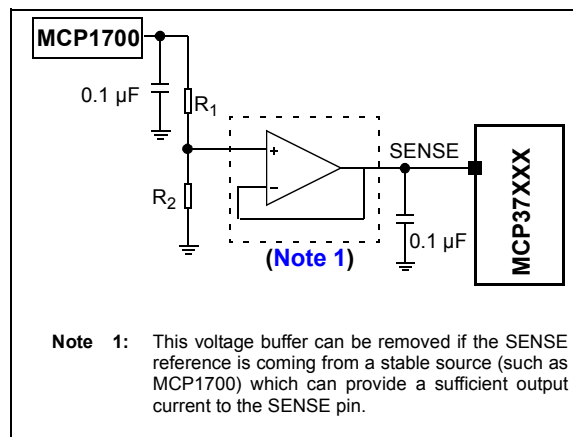 MCP1700
0.1 µF
R1
R2
+
–
SENSE
0.1 µF
MCP37XXX
(Note 1)
Note 1: This voltage buffer can be removed if the SENSE
reference is coming from a stable source (such as
MCP1700) which can provide a sufficient output
current to the SENSE pin.